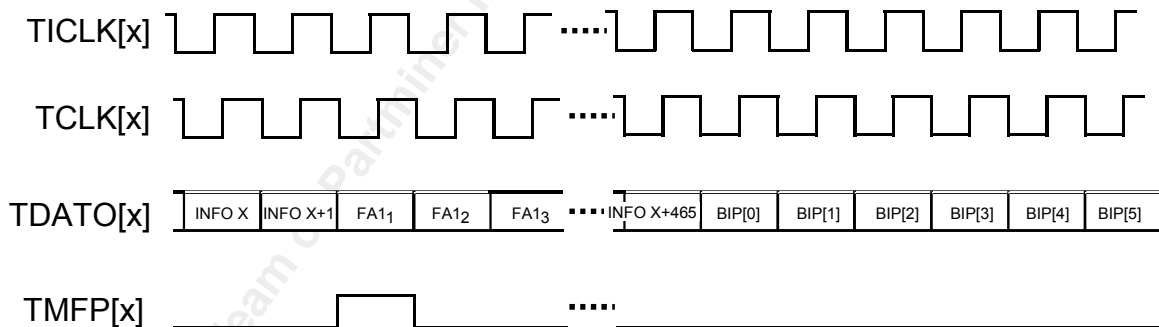 TICLK[x]
TCLK[x]
TDATO[x] INFO X INFO X+1 FA11 FA12 FA13 INFO X+465 BIP[0] BIP[1] BIP[2] BIP[3] BIP[4] BIP[5]
TMFP[x]